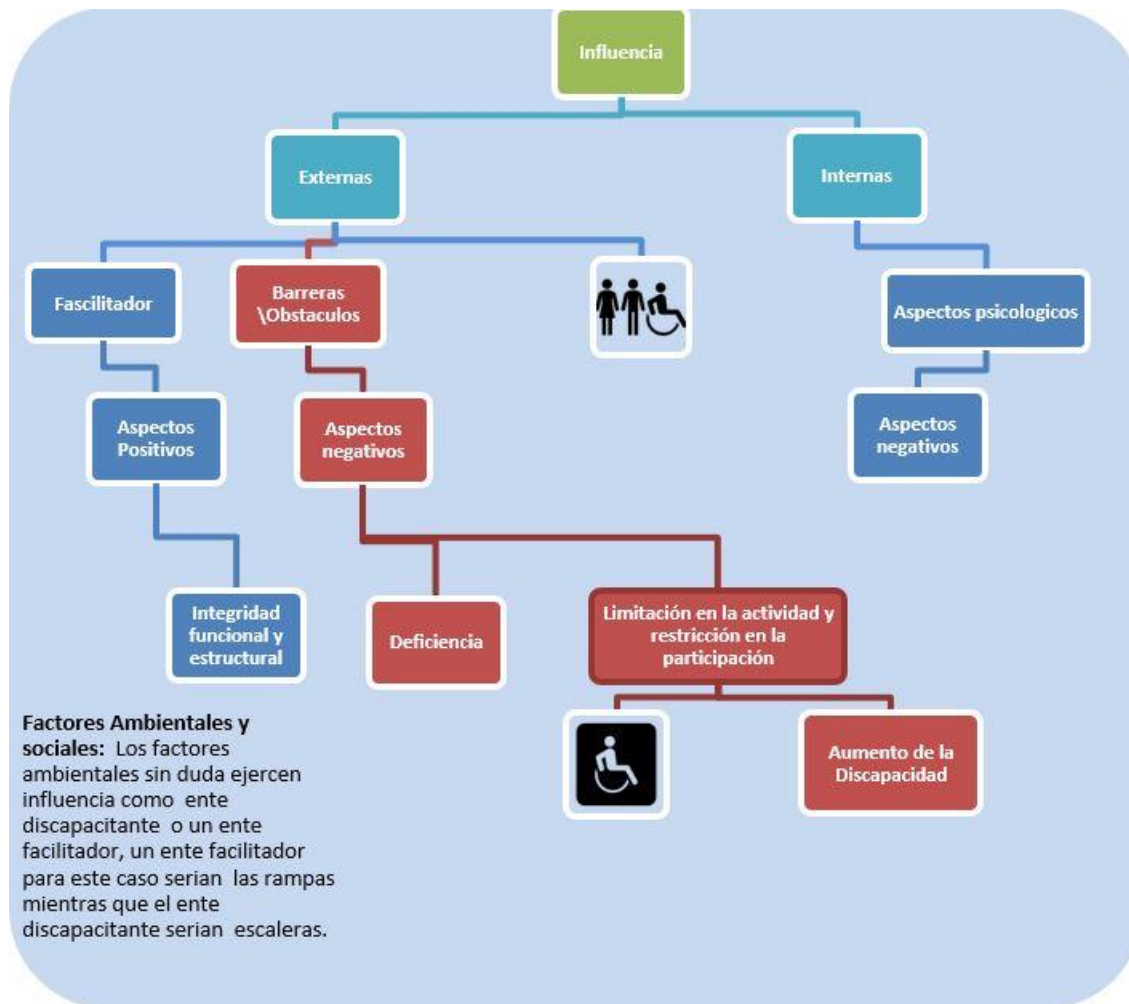 Influencia
Externas
Internas
Fascilitador
Barreras
\Obstaculos
Aspectos psicologicos
Aspectos
Positivos
Aspectos
negativos
Aspectos
negativos
Integridad
funcional y
estructural
Deficiencia
Limitación en la actividad y
restricción en la
participación
Aumento de la
Discapacidad
Factores Ambientales y
sociales: Los factores
ambientales sin duda ejercen
influencia como ente
discapacitante o un ente
facilitador, un ente facilitador
para este caso serian las rampas
mientras que el ente
discapacitante serian escaleras.